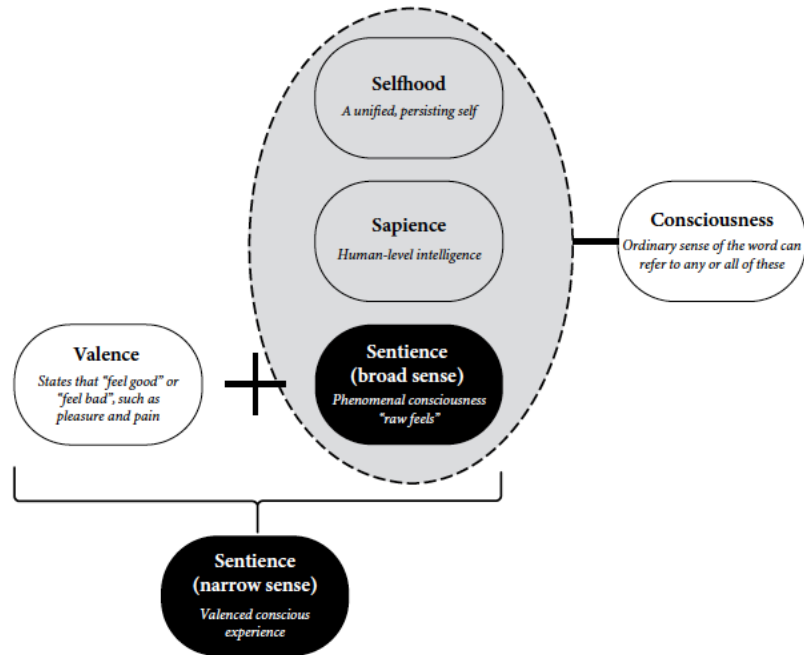 Selfhood
A unified, persisting self
Sapience
Human-level intelligence
Consciousness
Ordinary sense of the word can
refer to any or all of these
Valence
States that “feel good” or
“feel bad”, such as
pleasure and pain
Sentience
(broad sense)
Phenomenal consciousness
“raw feels”
Sentience
(narrow sense)
Valenced conscious
experience